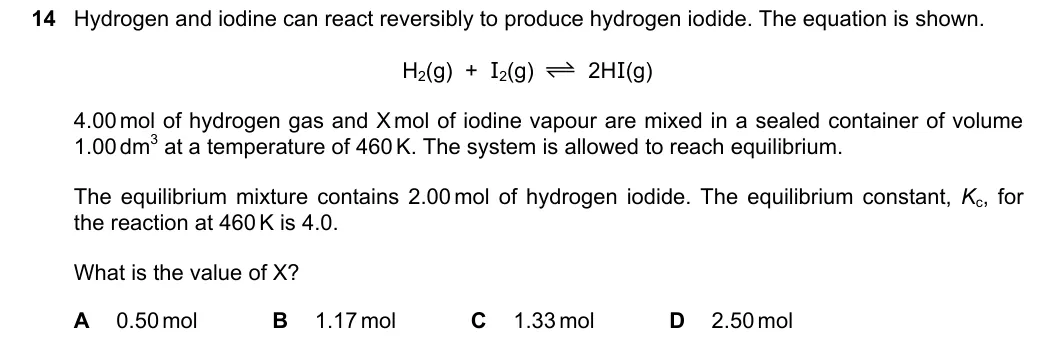 14 Hydrogen and iodine can react reversibly to produce hydrogen iodide. The equation is shown.
H₂(g) + I₂(g) ⇌ 2HI(g)
4.00 mol of hydrogen gas and X mol of iodine vapour are mixed in a sealed container of volume
1.00 dm³ at a temperature of 460 K. The system is allowed to reach equilibrium.
The equilibrium mixture contains 2.00 mol of hydrogen iodide. The equilibrium constant, Kc, for
the reaction at 460 K is 4.0.
What is the value of X?
A 0.50 mol B 1.17 mol C 1.33 mol D 2.50 mol